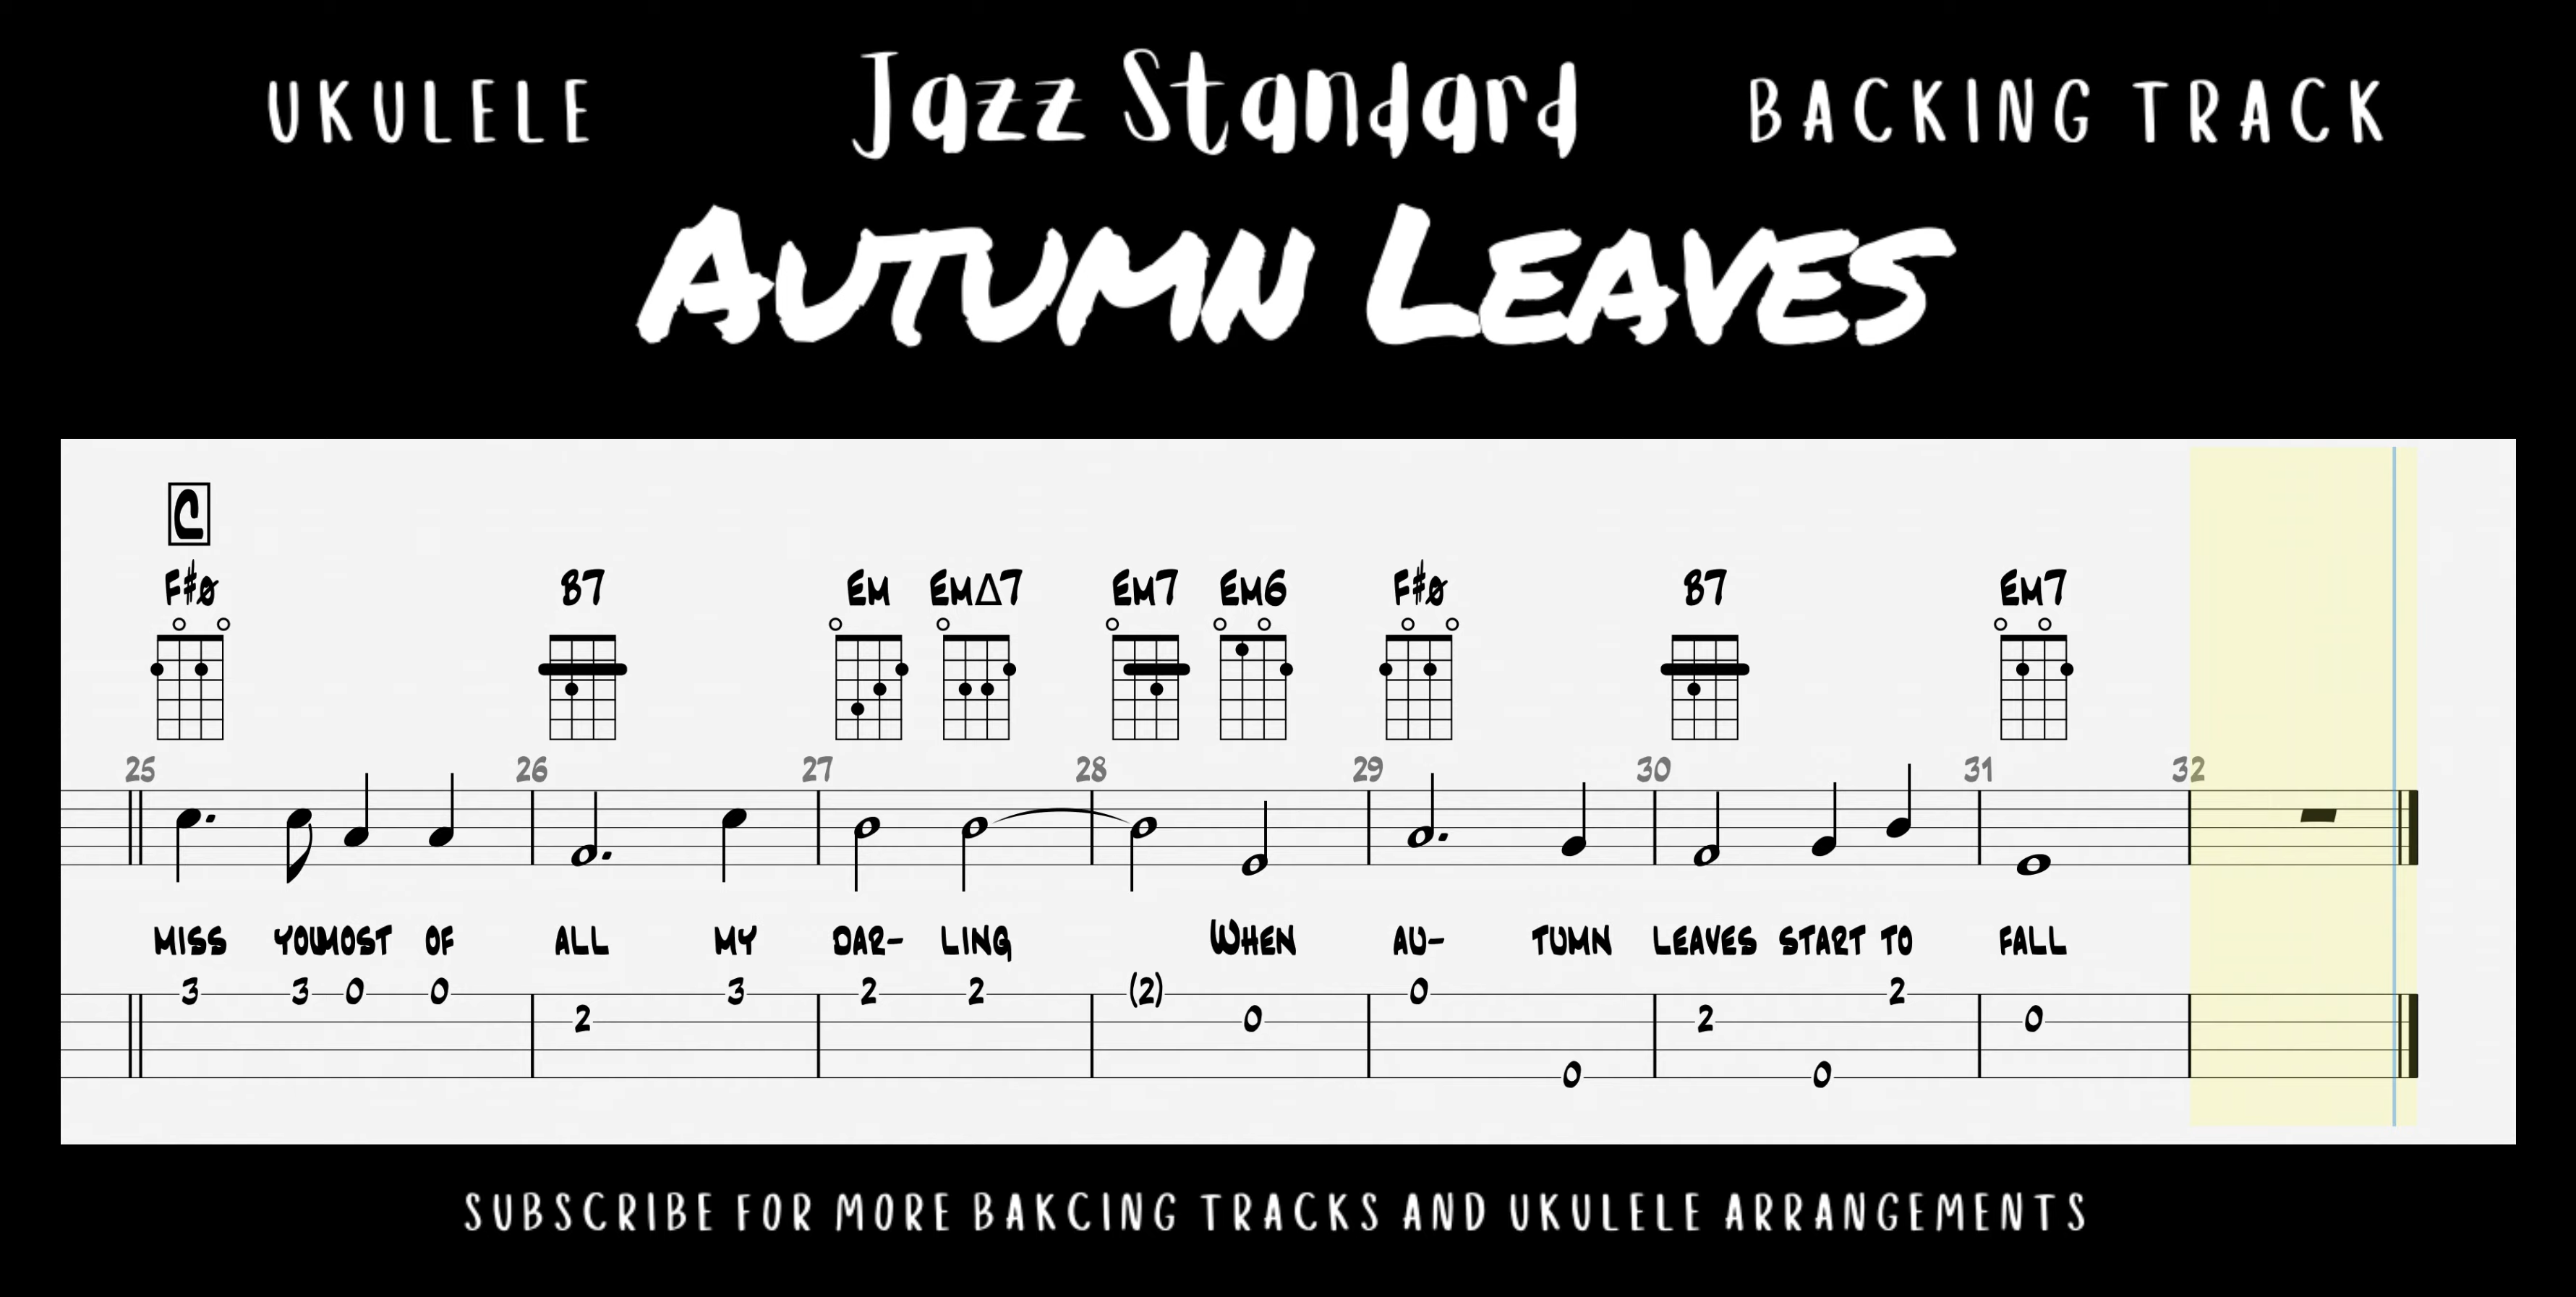 UKULELE Jazz Standard BACKING TRACK
AUTUMN LEAVES
C
F#ø B7 Em EmΔ7 Em7 Em6 F#ø B7 Em7
25 26 27 28 29 30 31 32
MISS YOU MOST OF ALL MY DAR- LING WHEN AU- TUMN LEAVES START TO FALL
3 3 0 0 2 3 2 2 (2) 0 0 0 2 0 2 0
SUBSCRIBE FOR MORE BAKCING TRACKS AND UKULELE ARRANGEMENTS